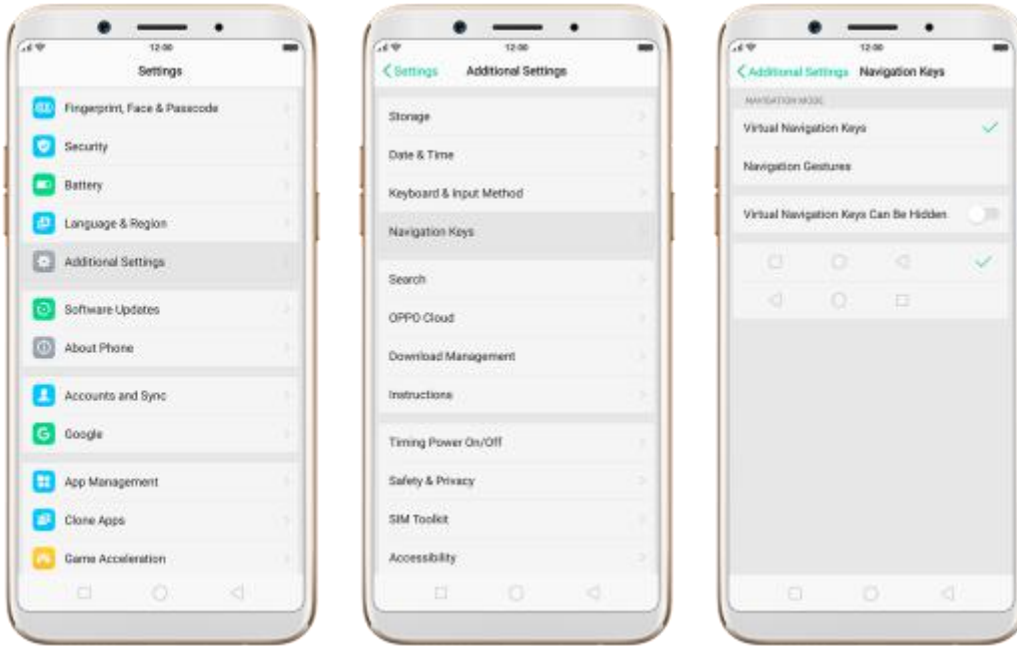 12:00
Settings
Fingerprint, Face & Passcode
Security
Battery
Language & Region
Additional Settings
Software Updates
About Phone
Accounts and Sync
Google
App Management
Clone Apps
Game Acceleration
12:00
Settings Additional Settings
Storage
Date & Time
Keyboard & Input Method
Navigation Keys
Search
OPPO Cloud
Download Management
Instructions
Timing Power On/Off
Safety & Privacy
SIM Toolkit
Accessibility
12:00
Additional Settings Navigation Keys
NAVIGATION MODE
Virtual Navigation Keys
Navigation Gestures
Virtual Navigation Keys Can Be Hidden